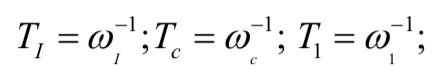 T_I = ω_I^{-1}; T_c = ω_c^{-1}; T_1 = ω_1^{-1};